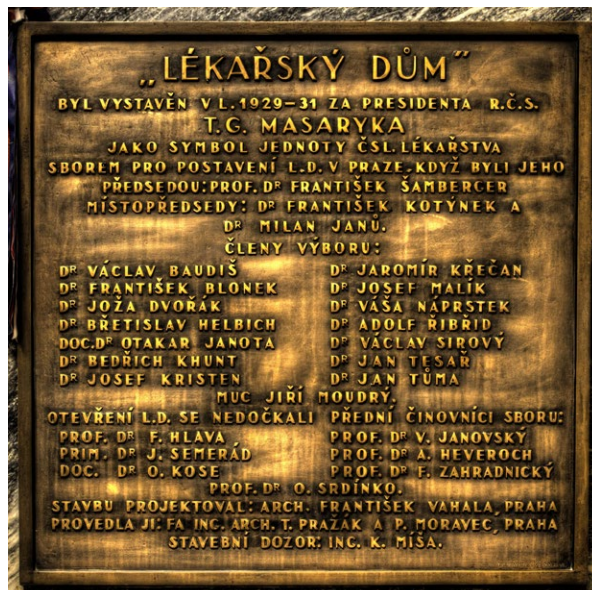 „LÉKAŘSKÝ DŮM“
BYL VYSTAVĚN V L. 1929-31 ZA PRESIDENTA R.Č.S.
T.G. MASARYKA
JAKO SYMBOL JEDNOTY ČSL. LÉKAŘSTVA
SBOREM PRO POSTAVENÍ L.D. V PRAZE, KDYŽ BYLI JEHO
PŘEDSEDOU: PROF. DR FRANTIŠEK ŠAMBERGER
MÍSTOPŘEDSEDY: DR FRANTIŠEK KOTÝNEK A
DR MILAN JANŮ.
ČLENY VÝBORU:
DR VÁCLAV BAUDIŠ DR JAROMÍR KŘEČAN
DR FRANTIŠEK BLONEK DR JOSEF MALÍK
DR JOŽA DVOŘÁK DR VÁŠA NÁPRSTEK
DR BŘETISLAV HELBICH DR ADOLF ŘIBŘID
DOC. DR OTAKAR JANOTA DR VÁCLAV SIROVÝ
DR BEDŘICH KHUNT DR JAN TESAŘ
DR JOSEF KRISTEN DR JAN TŮMA
MUC JIŘÍ MOUDRÝ.
OTEVŘENÍ L.D. SE NEDOČKALI PŘEDNÍ ČINOVNÍCI SBORU:
PROF. DR F. HLAVA PROF. DR V. JANOVSKÝ
PRIM. DR J. SEMERÁD PROF. DR A. HEVEROCH
DOC. DR O. KOSE PROF. DR F. ZAHRADNICKÝ
PROF. DR O. SRDÍNKO.
STAVBU PROJEKTOVAL: ARCH. FRANTIŠEK VAHALA, PRAHA
PROVEDLA JI: FA ING. ARCH. T. PRAŽÁK A P. MORAVEC, PRAHA
STAVEBNÍ DOZOR: ING. K. MÍŠA.